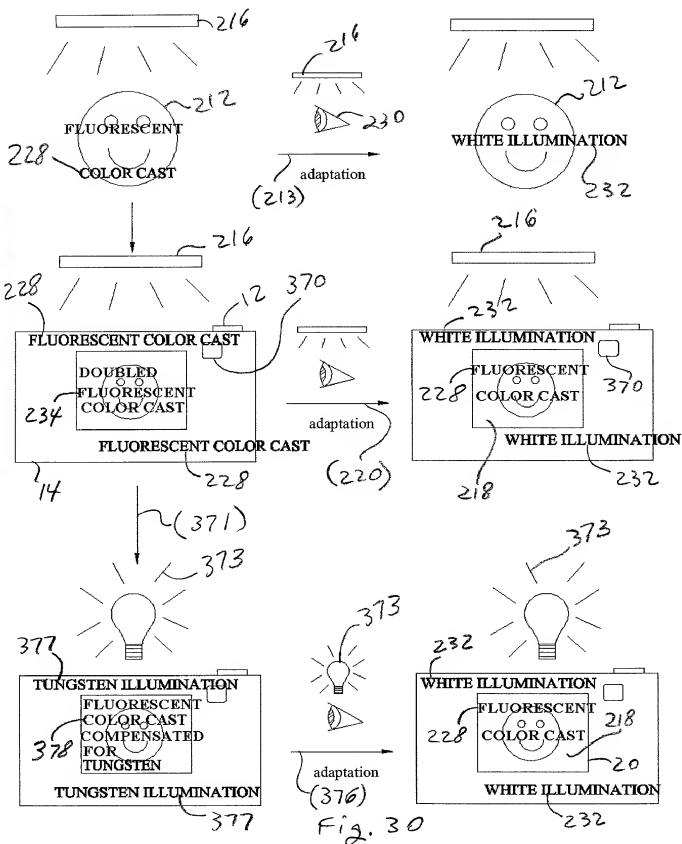 216
216
212
212
230
FLUORESCENT
WHITE ILLUMINATION
228
COLOR CAST
adaptation
(213)
232
216
216
228
12
370
232
FLUORESCENT COLOR CAST
WHITE ILLUMINATION
DOUBLED
FLUORESCENT
COLOR CAST
234
228
FLUORESCENT
COLOR CAST
370
adaptation
FLUORESCENT COLOR CAST
WHITE ILLUMINATION
14
228
(220)
218
232
(371)
373
373
373
377
232
TUNGSTEN ILLUMINATION
WHITE ILLUMINATION
FLUORESCENT
COLOR CAST
COMPENSATED
FOR
TUNGSTEN
378
228
FLUORESCENT
COLOR CAST
218
20
adaptation
TUNGSTEN ILLUMINATION
WHITE ILLUMINATION
377
(376)
232
Fig. 30